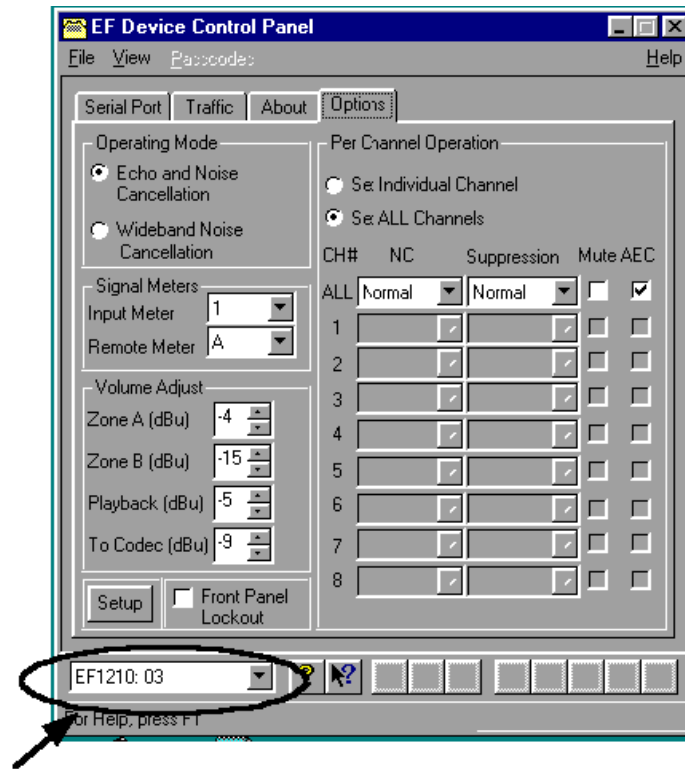 EF Device Control Panel
File View Passcodes Help
Serial Port Traffic About Options
Operating Mode
Echo and Noise
Cancellation
Wideband Noise
Cancellation
Signal Meters
Input Meter 1
Remote Meter A
Volume Adjust
Zone A (dBu) -4
Zone B (dBu) -15
Playback (dBu) -5
To Codec (dBu) -9
Setup
Front Panel
Lockout
Per Channel Operation
Set Individual Channel
Set ALL Channels
CH# NC Suppression Mute AEC
ALL Normal Normal
1
2
3
4
5
6
7
8
EF1210: 03
? ?
For Help, press F1